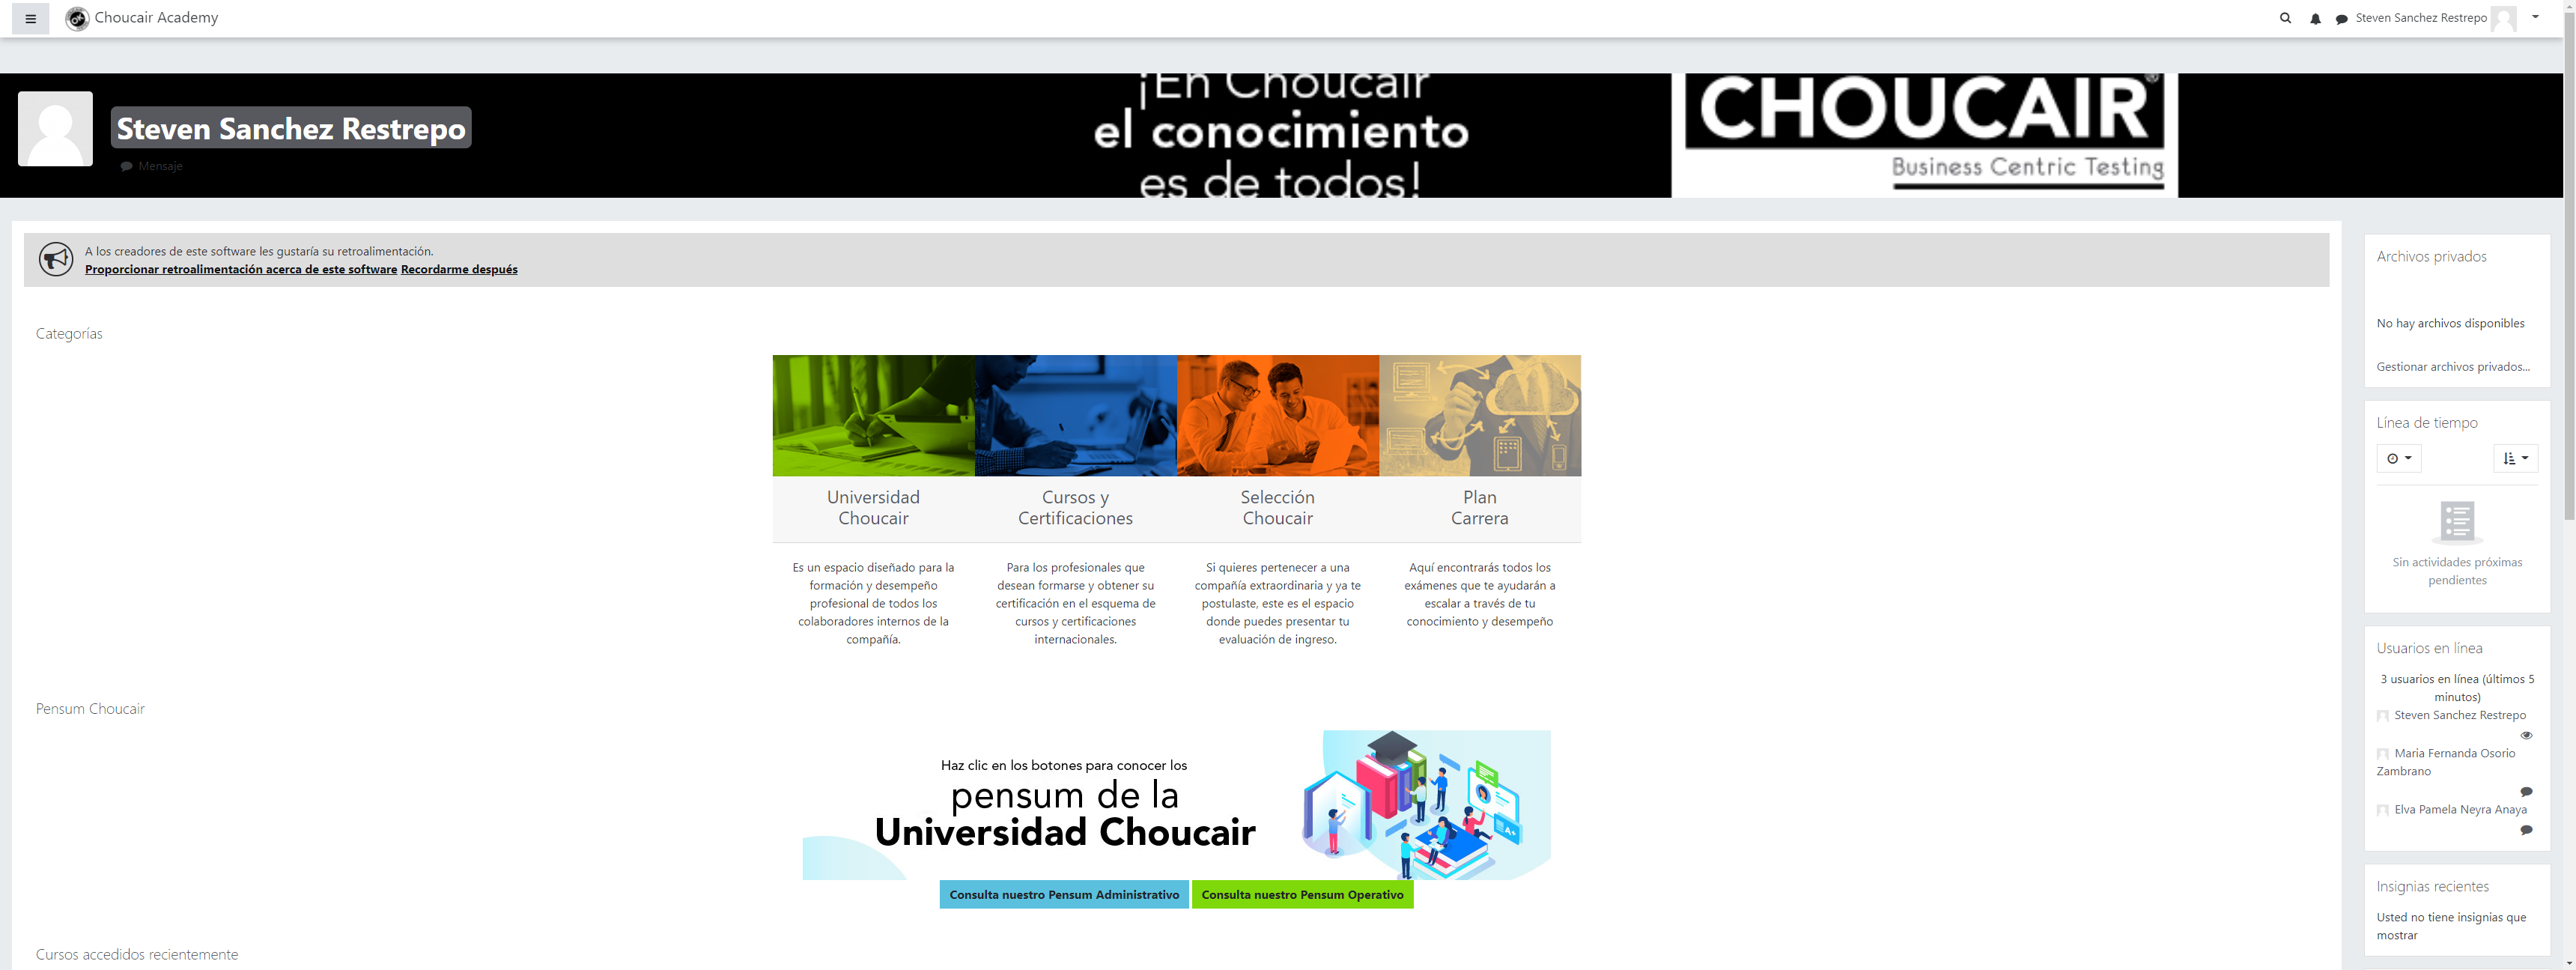 Choucair Academy
Steven Sanchez Restrepo
¡En Choucair
el conocimiento
es de todos!
CHOUCAIR®
Business Centric Testing
Steven Sanchez Restrepo
Mensaje
A los creadores de este software les gustaría su retroalimentación.
Proporcionar retroalimentación acerca de este software Recordarme después
Categorías
Universidad
Choucair
Es un espacio diseñado para la
formación y desempeño
profesional de todos los
colaboradores internos de la
compañía.
Cursos y
Certificaciones
Para los profesionales que
desean formarse y obtener su
certificación en el esquema de
cursos y certificaciones
internacionales.
Selección
Choucair
Si quieres pertenecer a una
compañía extraordinaria y ya te
postulaste, este es el espacio
donde puedes presentar tu
evaluación de ingreso.
Plan
Carrera
Aquí encontrarás todos los
exámenes que te ayudarán a
escalar a través de tu
conocimiento y desempeño
Pensum Choucair
Haz clic en los botones para conocer los
pensum de la
Universidad Choucair
A+
Consulta nuestro Pensum Administrativo
Consulta nuestro Pensum Operativo
Cursos accedidos recientemente
Archivos privados
No hay archivos disponibles
Gestionar archivos privados...
Línea de tiempo
Sin actividades próximas
pendientes
Usuarios en línea
3 usuarios en línea (últimos 5
minutos)
Steven Sanchez Restrepo
Maria Fernanda Osorio
Zambrano
Elva Pamela Neyra Anaya
Insignias recientes
Usted no tiene insignias que
mostrar